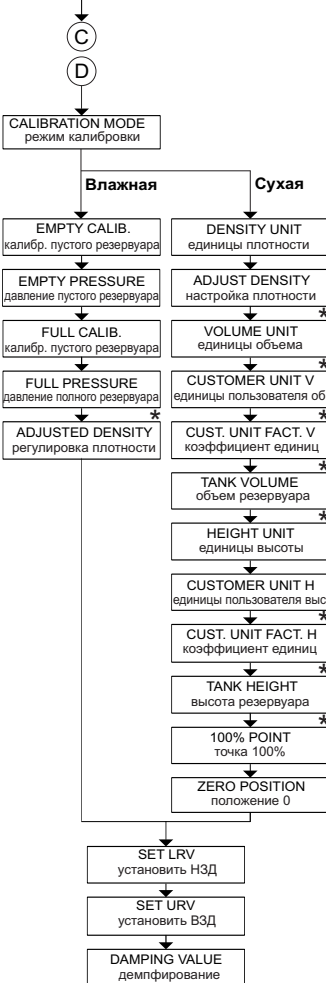 C
D
CALIBRATION MODE
режим калибровки
Влажная
EMPTY CALIB.
калибр. пустого резервуара
EMPTY PRESSURE
давление пустого резервуара
FULL CALIB.
калибр. пустого резервуара
FULL PRESSURE
давление полного резервуара
*
ADJUSTED DENSITY
регулировка плотности
Сухая
DENSITY UNIT
единицы плотности
ADJUST DENSITY
настройка плотности
*
VOLUME UNIT
единицы объема
*
CUSTOMER UNIT V
единицы пользователя об
*
CUST. UNIT FACT. V
коэффициент единиц
*
TANK VOLUME
объем резервуара
*
HEIGHT UNIT
единицы высоты
*
CUSTOMER UNIT H
единицы пользователя выс
*
CUST. UNIT FACT. H
коэффициент единиц
*
TANK HEIGHT
высота резервуара
*
100% POINT
точка 100%
ZERO POSITION
положение 0
SET LRV
установить НЗД
SET URV
установить ВЗД
DAMPING VALUE
демпфирование